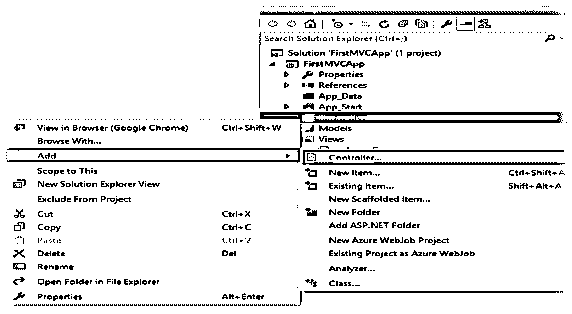 Search Solution Explorer (Ctrl+;)
Solution 'FirstMVCApp' (1 project)
FirstMVCApp
Properties
References
App_Data
App_Start
Models
Views
View in Browser (Google Chrome) Ctrl+Shift+W
Browse With...
Add
Scope to This
New Solution Explorer View
Exclude From Project
Cut Ctrl+X
Copy Ctrl+C
Paste Ctrl+V
Delete Del
Rename
Open Folder in File Explorer
Properties Alt+Enter
Controller...
New Item... Ctrl+Shift+A
Existing Item... Shift+Alt+A
New Scaffolded Item...
New Folder
Add ASP.NET Folder
New Azure WebJob Project
Existing Project as Azure WebJob
Analyzer...
Class...